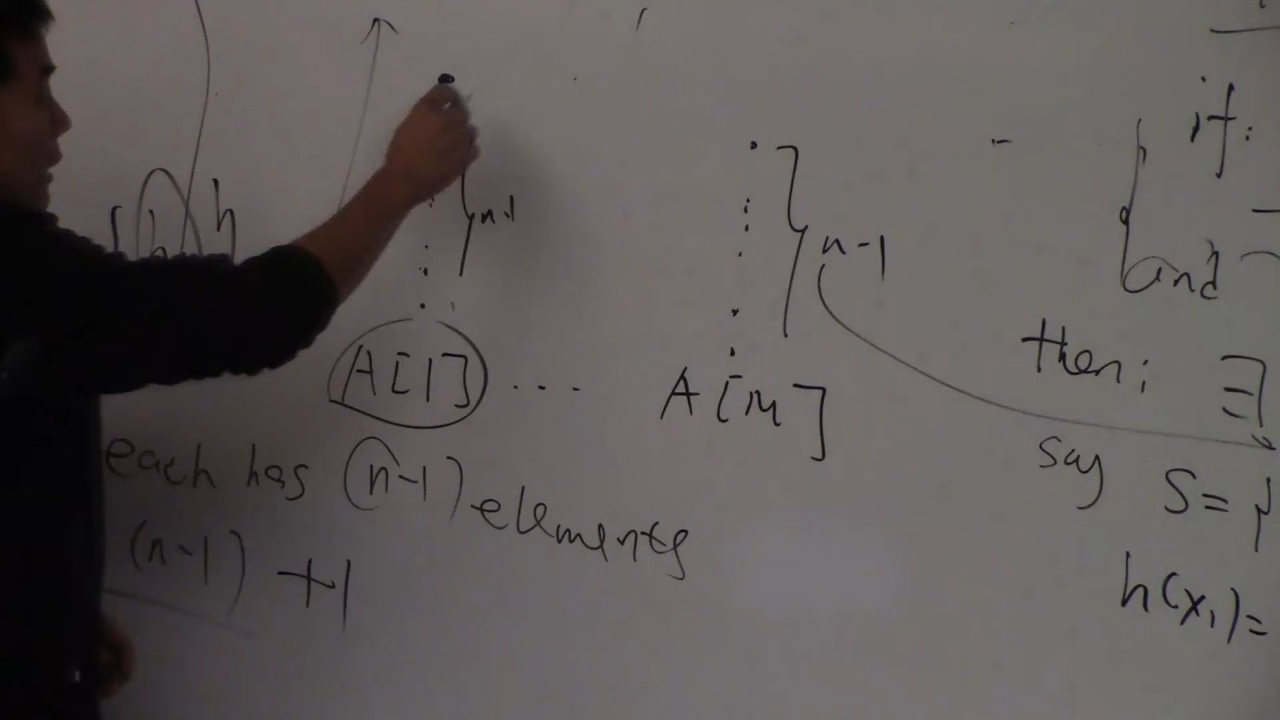 if:
and
n-1
n-1
then: ∃
A[1] ... A[m]
say S = {
each has (n-1) elements
(n-1) +1
h(x₁)=